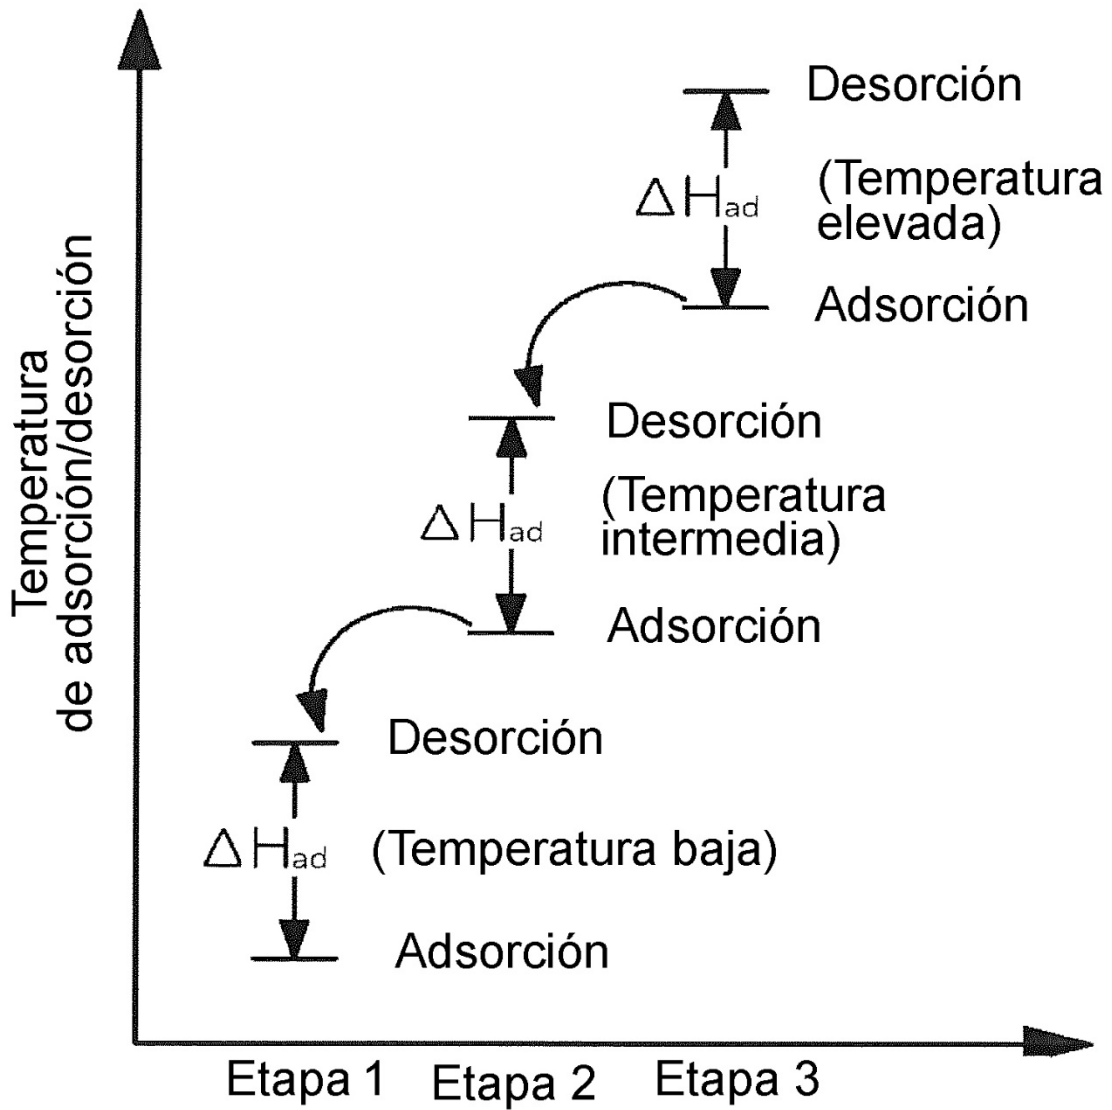 Temperatura
de adsorción/desorción
Desorción
(Temperatura
elevada)
ΔHad
Adsorción
Desorción
(Temperatura
intermedia)
ΔHad
Adsorción
Desorción
ΔHad (Temperatura baja)
Adsorción
Etapa 1 Etapa 2 Etapa 3